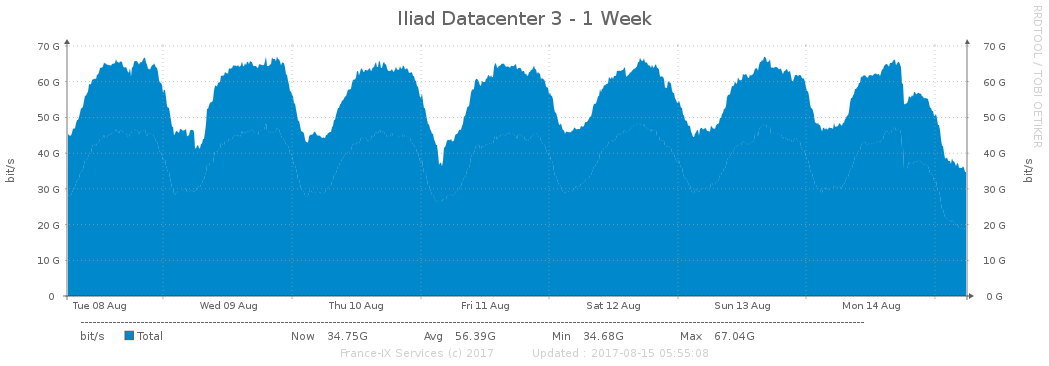 Iliad Datacenter 3 - 1 Week
RRDTOOL / TOBI OETIKER
70 G 70 G
60 G 60 G
50 G 50 G
40 G 40 G
30 G 30 G
20 G 20 G
10 G 10 G
0 0 G
bit/s bit/s
Tue 08 Aug Wed 09 Aug Thu 10 Aug Fri 11 Aug Sat 12 Aug Sun 13 Aug Mon 14 Aug
bit/s Total Now 34.75G Avg 56.39G Min 34.68G Max 67.04G
France-IX Services (c) 2017 Updated : 2017-08-15 05:55:08